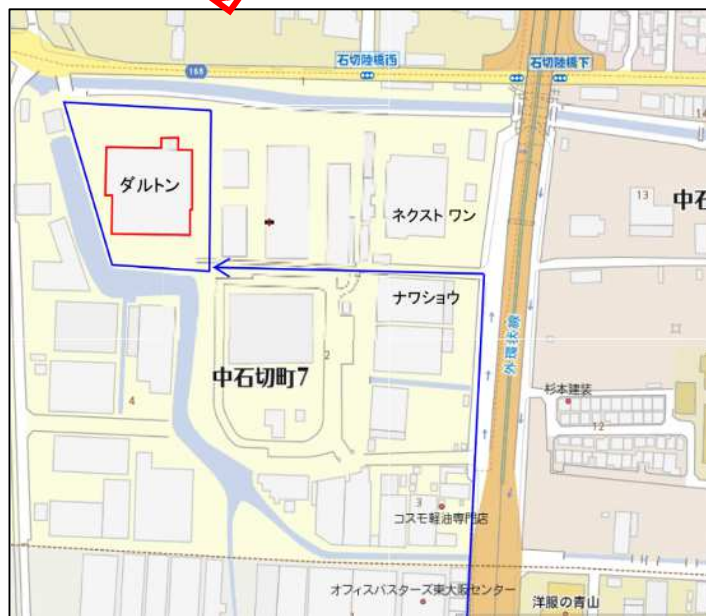 石切陸橋西
石切陸橋下
168
14
ダルトン
ネクスト ワン
13
中石
ナワショウ
外環状線
2
中石切町7
杉本建装
4
12
3
コスモ軽油専門店
オフィスバスターズ東大阪センター
洋服の青山